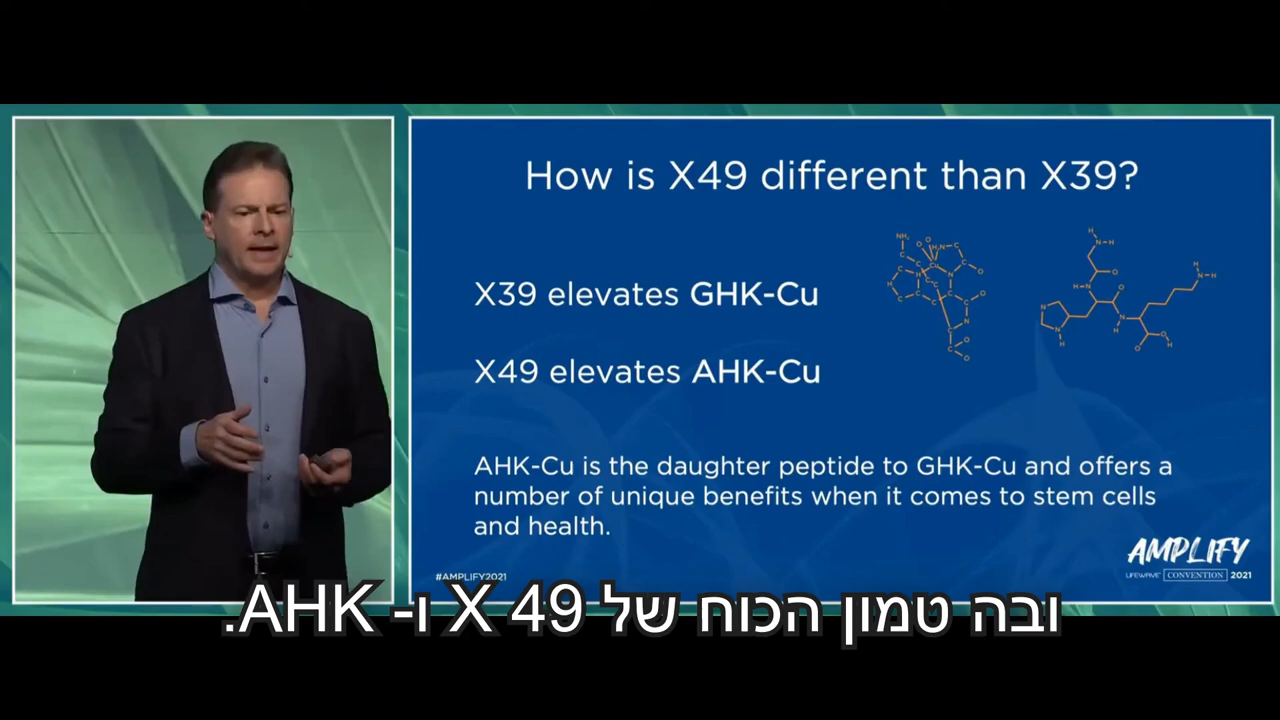 How is X49 different than X39?
X39 elevates GHK-Cu
X49 elevates AHK-Cu
AHK-Cu is the daughter peptide to GHK-Cu and offers a
number of unique benefits when it comes to stem cells
and health.
AMPLIFY
LIFEWAVE CONVENTION 2021
#AMPLIFY2021
ובה טמון הכוח של X 49 ו- AHK.